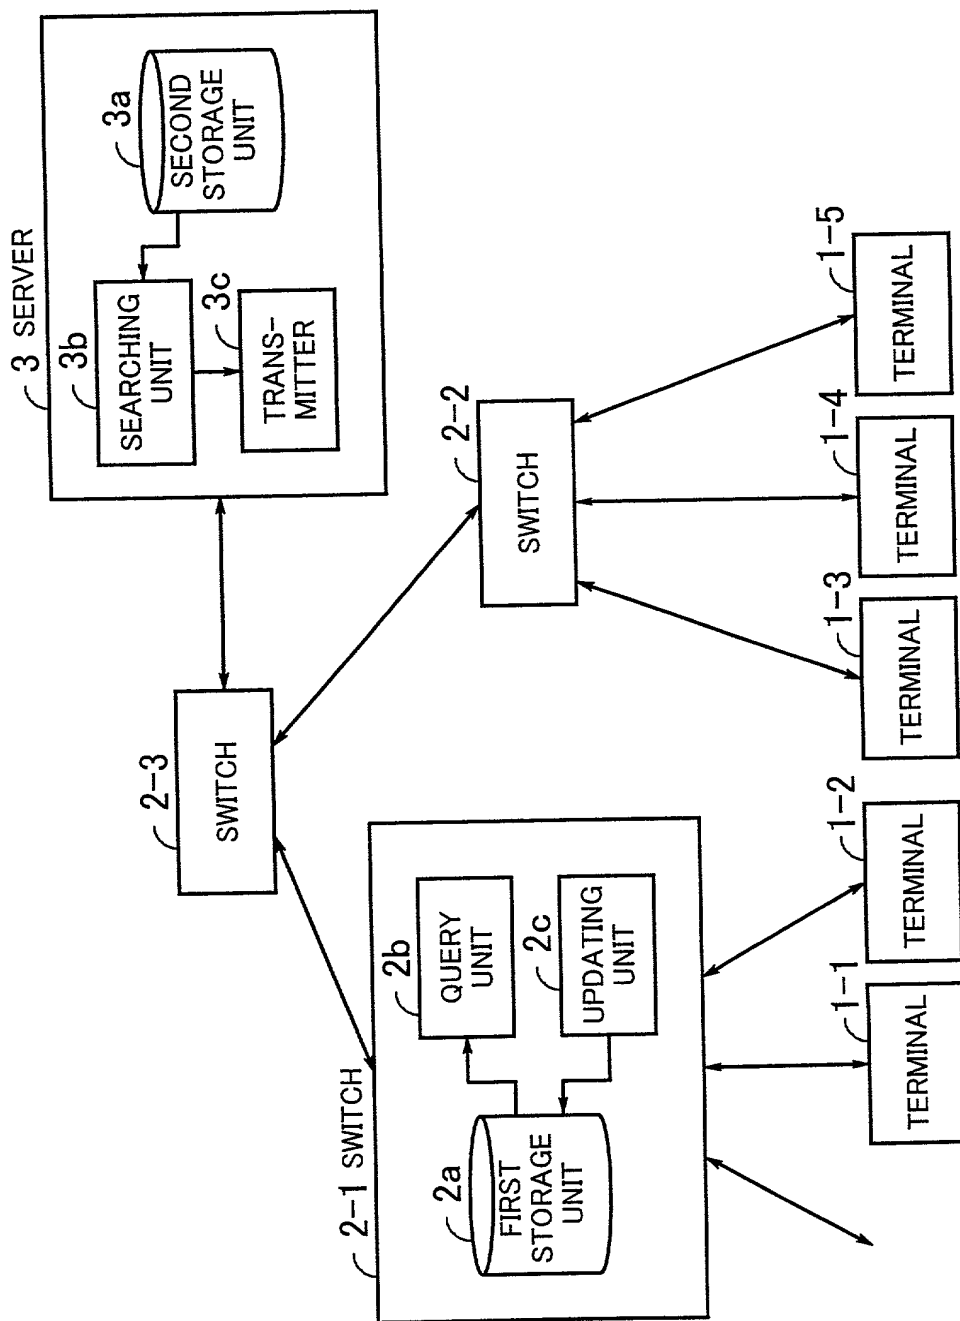 3 SERVER
3a
SECOND
STORAGE
UNIT
3b
SEARCHING
UNIT
3c
TRANS-
MITTER
2-3
SWITCH
2-2
SWITCH
2-1 SWITCH
2a
FIRST
STORAGE
UNIT
2b
QUERY
UNIT
2c
UPDATING
UNIT
1-1
TERMINAL
1-2
TERMINAL
1-3
TERMINAL
1-4
TERMINAL
1-5
TERMINAL